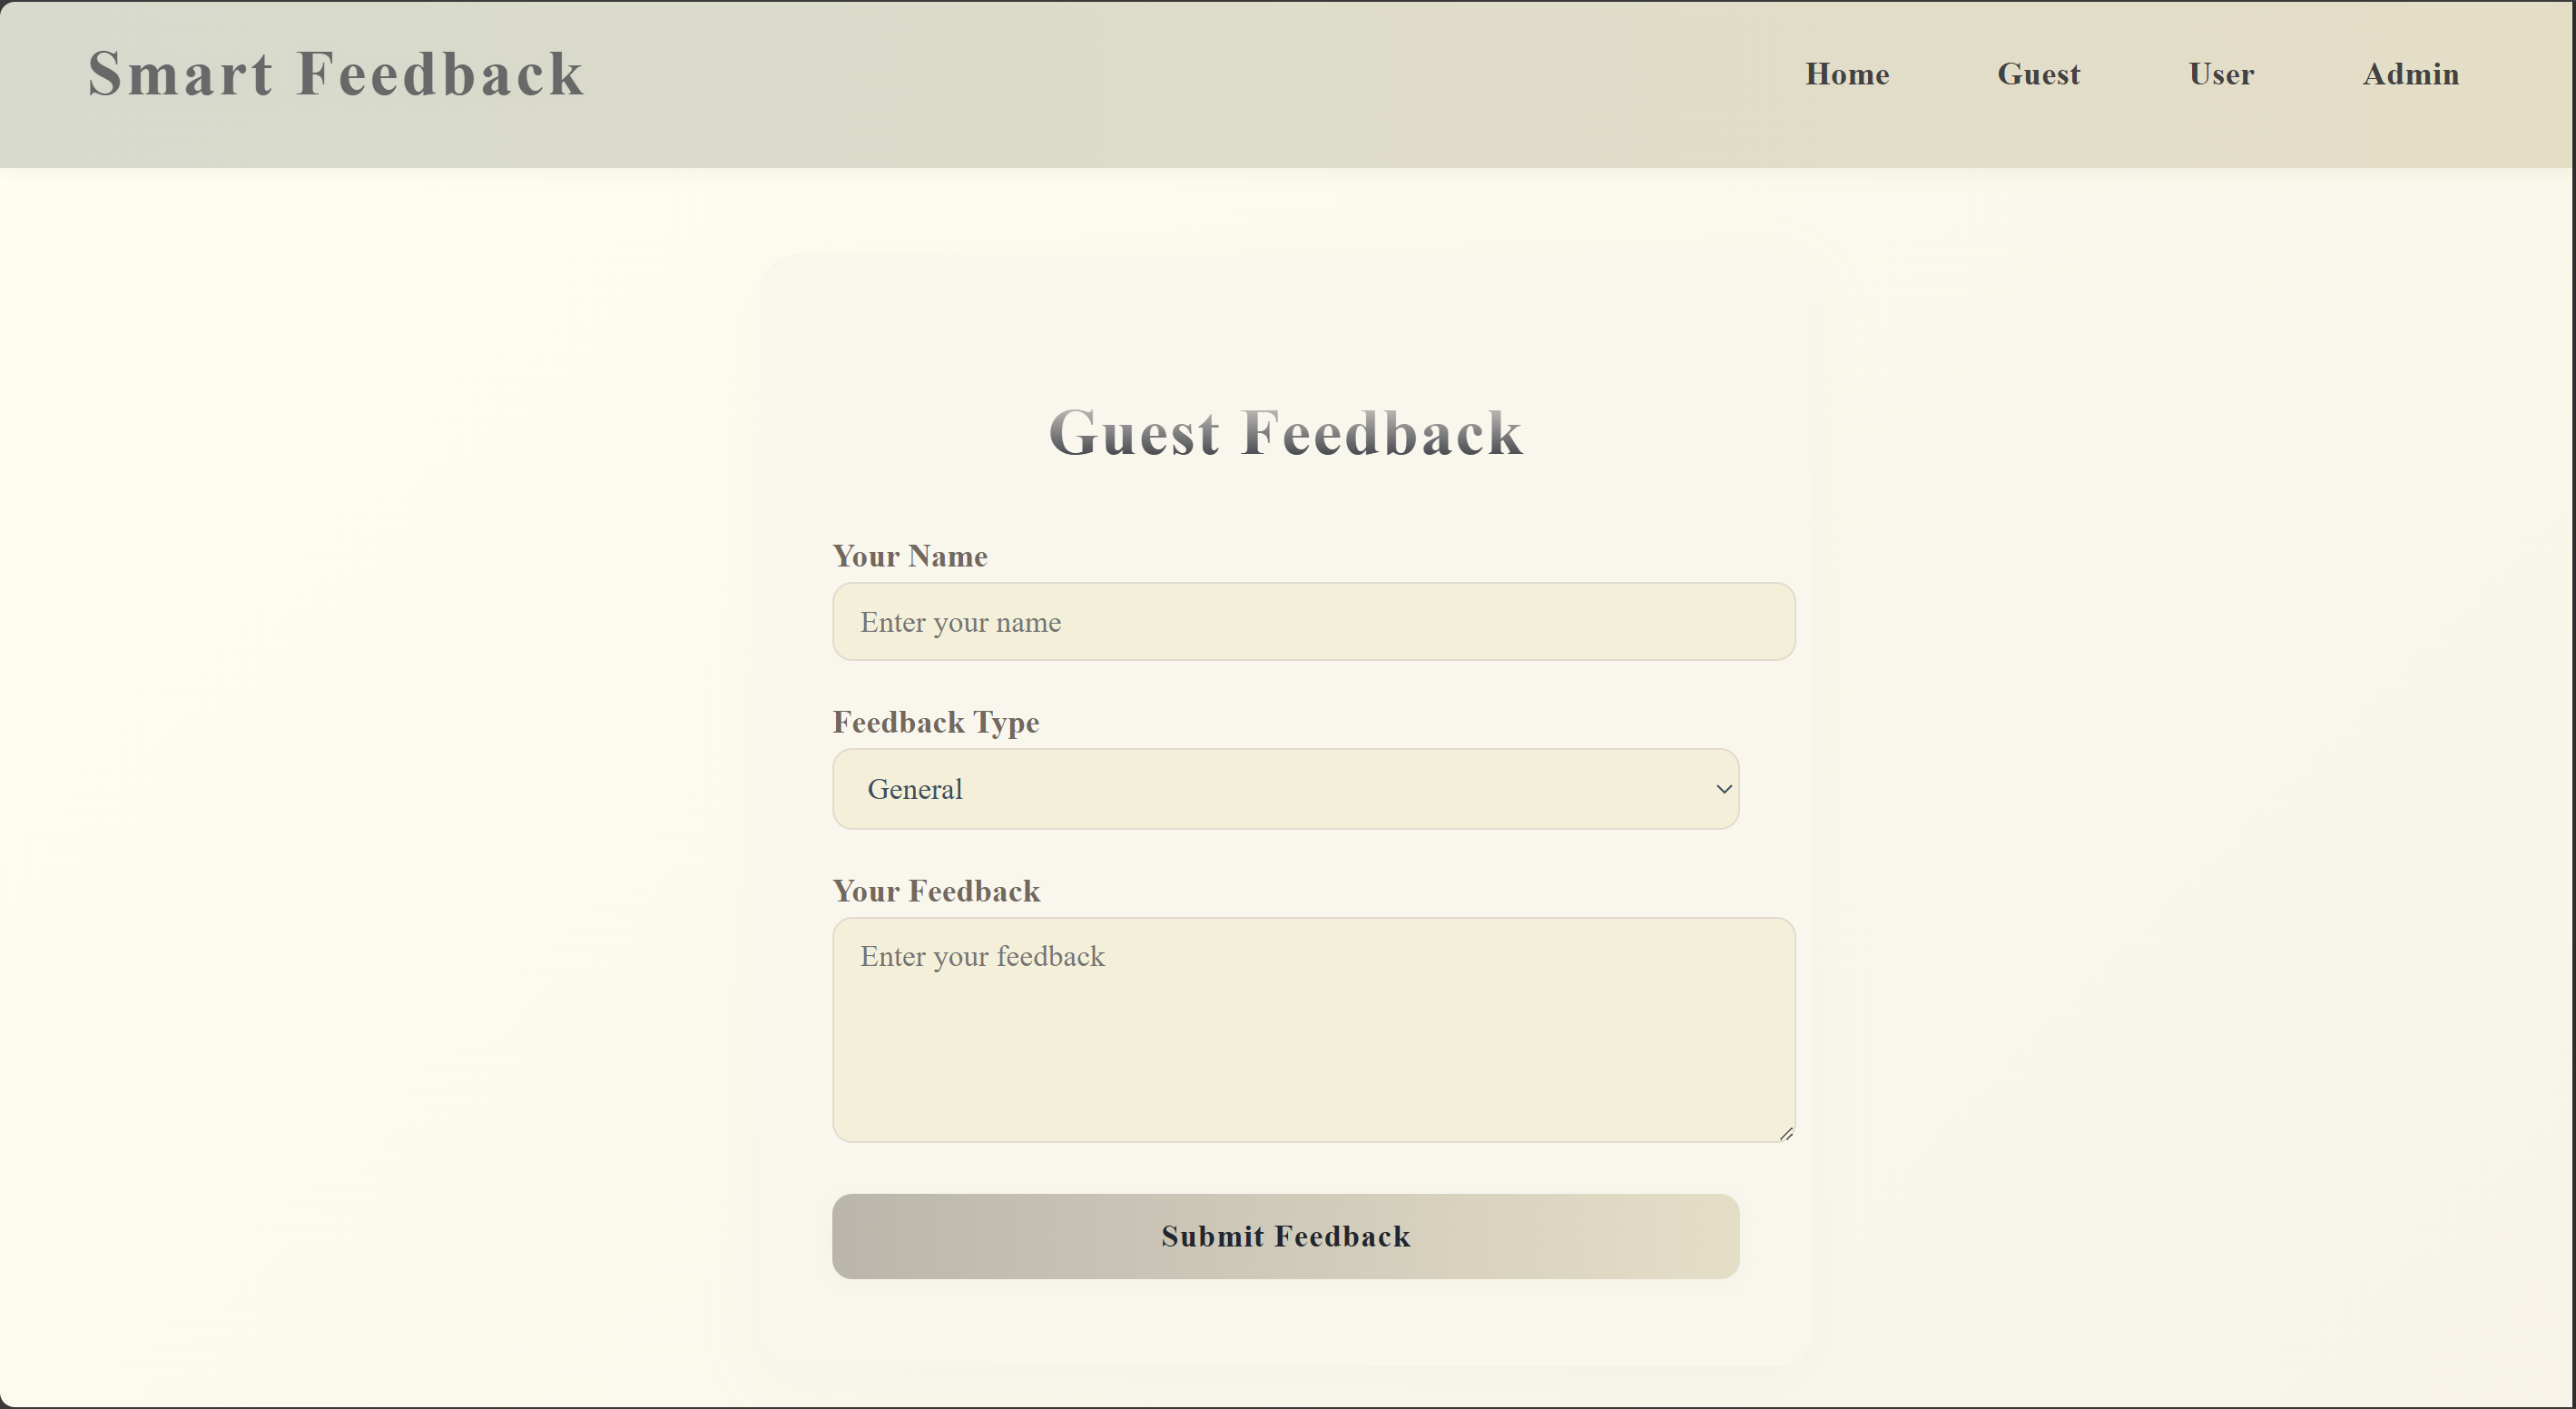 Smart Feedback
Home Guest User Admin
Guest Feedback
Your Name
Enter your name
Feedback Type
General
Your Feedback
Enter your feedback
Submit Feedback